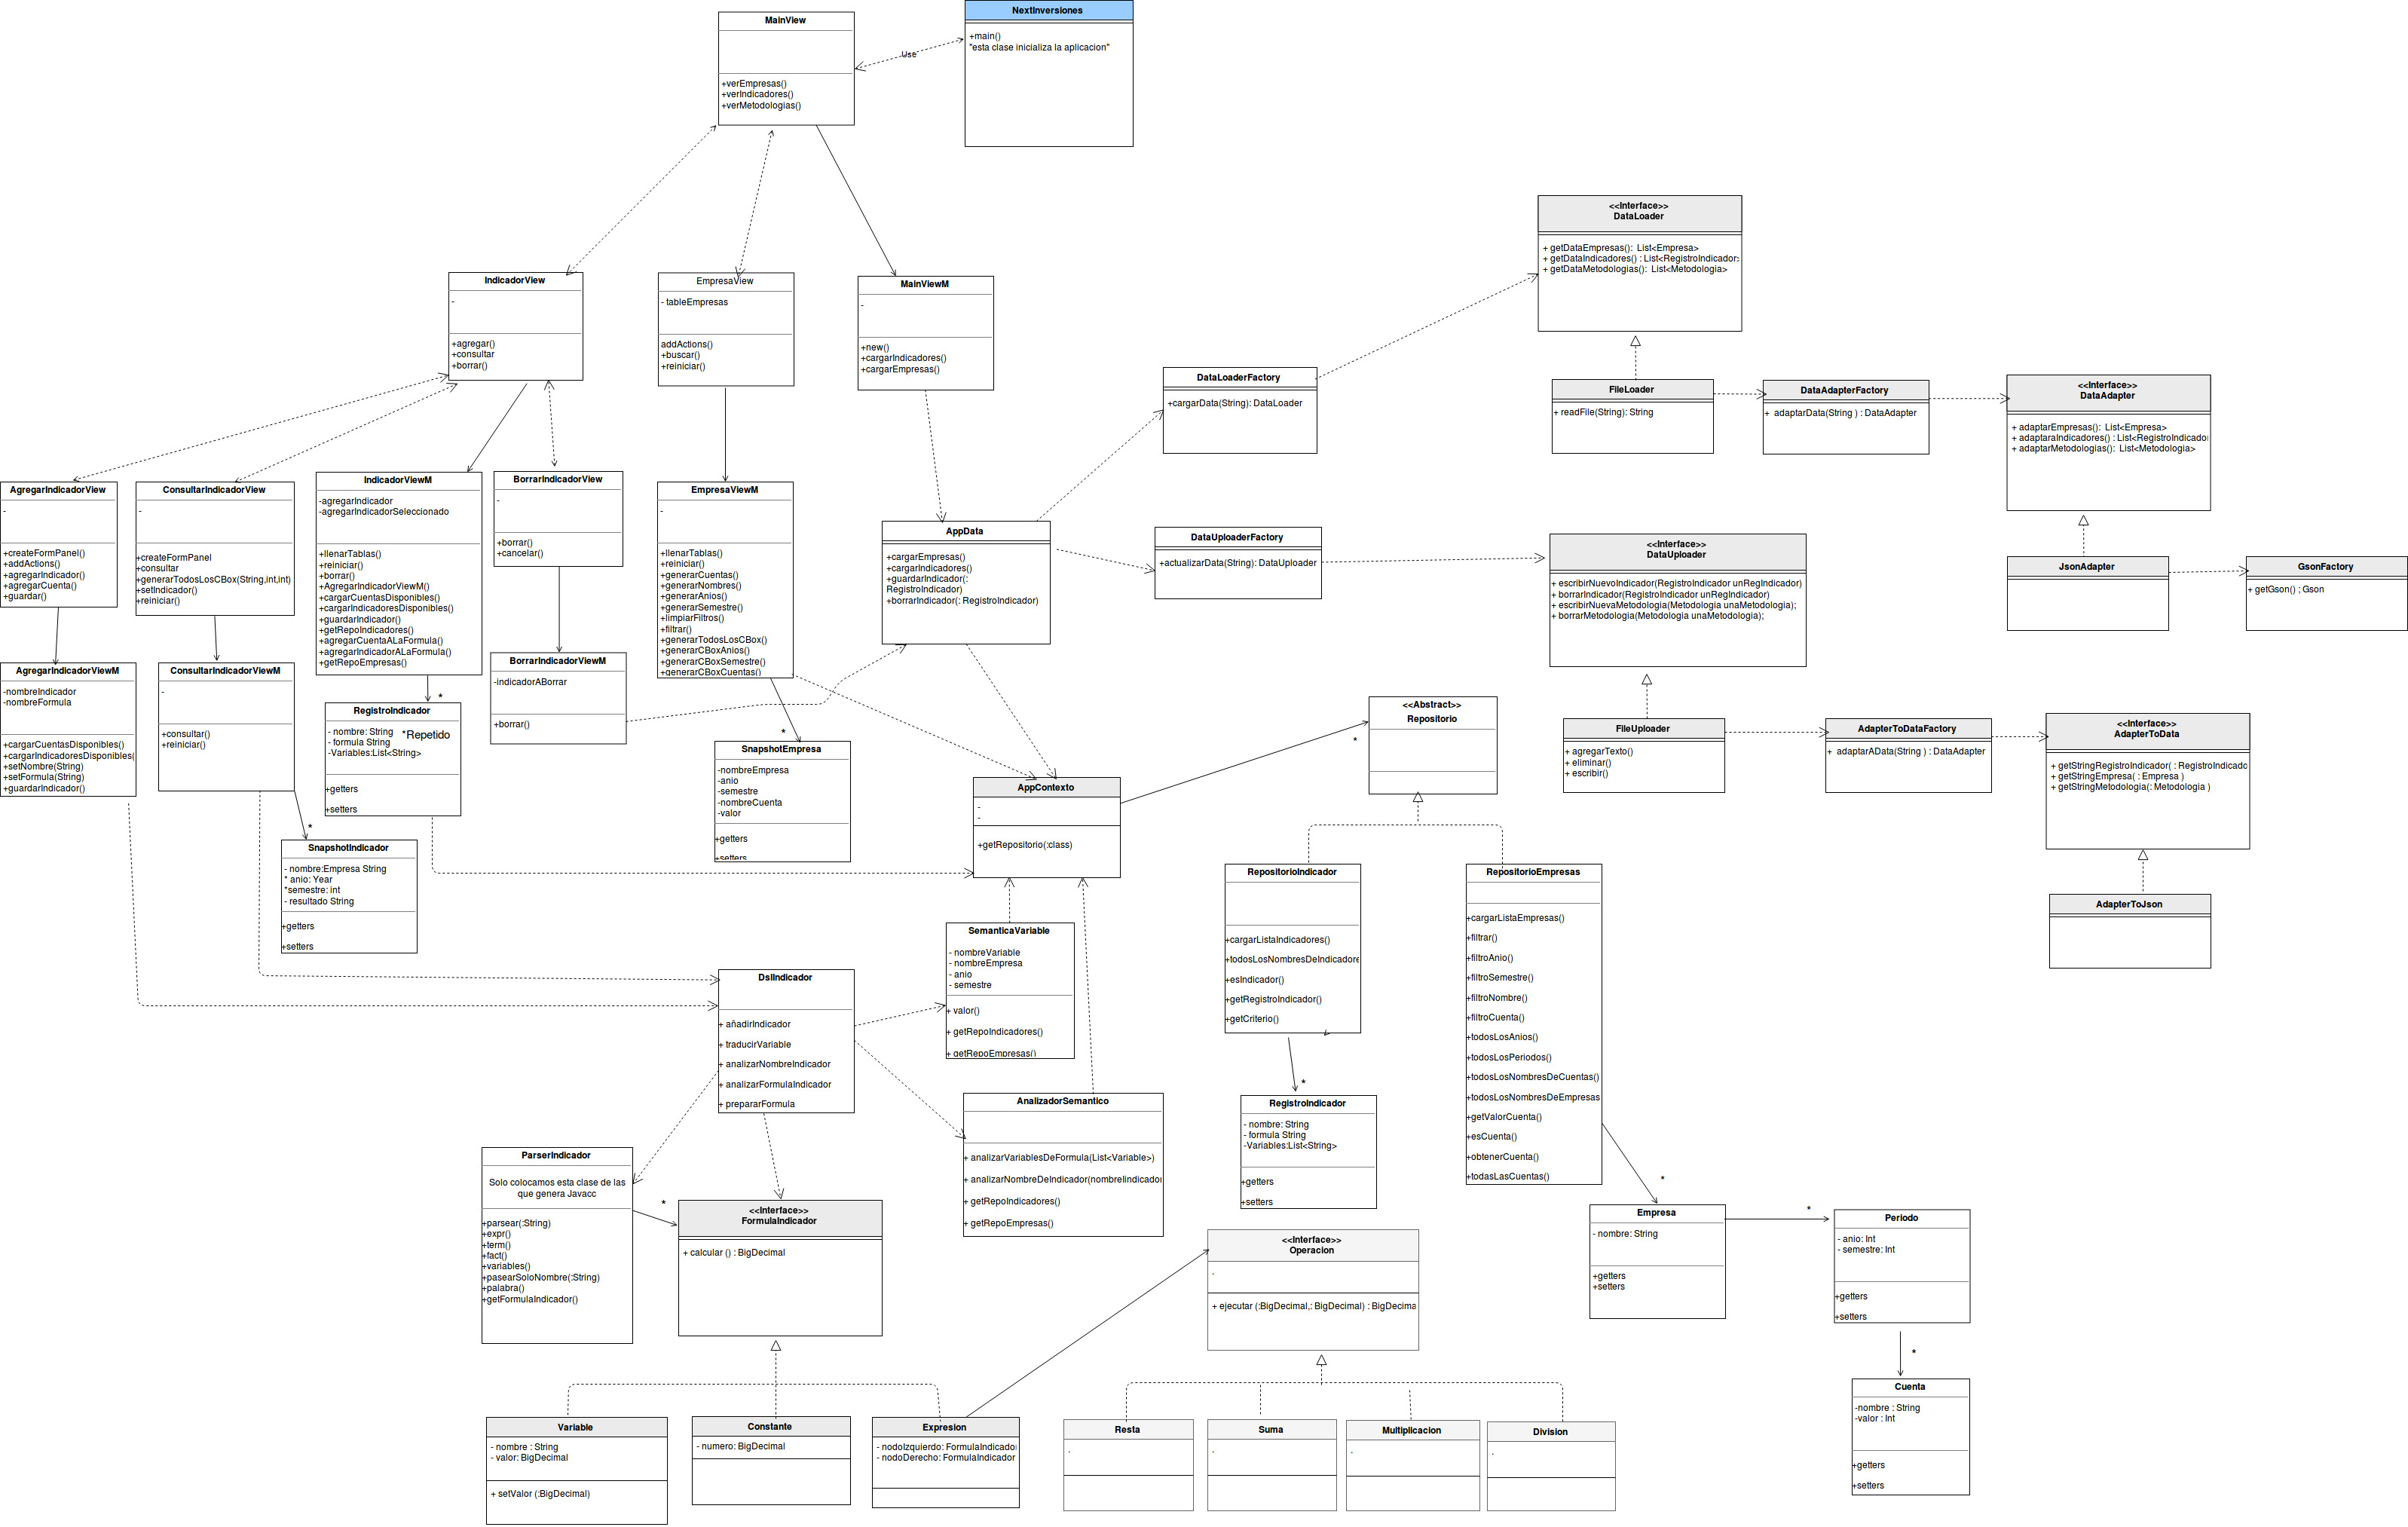 MainView
+verEmpresas()
+verIndicadores()
+verMetodologias()
Use
NextInversiones
+main()
"esta clase inicializa la aplicacion"
<<Interface>>
DataLoader
+ getDataEmpresas(): List<Empresa>
+ getDataIndicadores() : List<RegistroIndicador>
+ getDataMetodologias(): List<Metodologia>
IndicadorView
-
+agregar()
+consultar
+borrar()
EmpresaView
- tableEmpresas
addActions()
+buscar()
+reiniciar()
MainViewM
-
+new()
+cargarIndicadores()
+cargarEmpresas()
DataLoaderFactory
+cargarData(String): DataLoader
FileLoader
+ readFile(String): String
DataAdapterFactory
+ adaptarData(String ) : DataAdapter
<<Interface>>
DataAdapter
+ adaptarEmpresas(): List<Empresa>
+ adaptaraIndicadores() : List<RegistroIndicado
+ adaptarMetodologias(): List<Metodologia>
AgregarIndicadorView
-
+createFormPanel()
+addActions()
+agregarIndicador()
+agregarCuenta()
+guardar()
ConsultarIndicadorView
-
+createFormPanel
+consultar
+generarTodosLosCBox(String,int,int)
+setIndicador()
+reiniciar()
IndicadorViewM
-agregarIndicador
-agregarIndicadorSeleccionado
+llenarTablas()
+reiniciar()
+borrar()
+AgregarIndicadorViewM()
+cargarCuentasDisponibles()
+cargarIndicadoresDisponibles()
+guardarIndicador()
+getRepoIndicadores()
+agregarCuentaALaFormula()
+agregarIndicadorALaFormula()
+getRepoEmpresas()
BorrarIndicadorView
-
+borrar()
+cancelar()
EmpresaViewM
-
+llenarTablas()
+reiniciar()
+generarCuentas()
+generarNombres()
+generarAnios()
+generarSemestre()
+limpiarFiltros()
+filtrar()
+generarTodosLosCBox()
+generarCBoxAnios()
+generarCBoxSemestre()
+generarCBoxCuentas()
AppData
+cargarEmpresas()
+cargarIndicadores()
+guardarIndicador(:
RegistroIndicador)
+borrarIndicador(: RegistroIndicador)
DataUploaderFactory
+actualizarData(String): DataUploader
<<Interface>>
DataUploader
+ escribirNuevoIndicador(RegistroIndicador unRegIndicador)
+ borrarIndicador(RegistroIndicador unRegIndicador)
+ escribirNuevaMetodologia(Metodologia unaMetodologia);
+ borrarMetodologia(Metodologia unaMetodologia);
JsonAdapter
GsonFactory
+ getGson() ; Gson
AgregarIndicadorViewM
-nombreIndicador
-nombreFormula
+cargarCuentasDisponibles()
+cargarIndicadoresDisponibles(
+setNombre(String)
+setFormula(String)
+guardarIndicador()
ConsultarIndicadorViewM
-
+consultar()
+reiniciar()
*
RegistroIndicador
- nombre: String
*Repetido
- formula String
-Variables:List<String>
+getters
+setters
BorrarIndicadorViewM
-indicadorABorrar
+borrar()
*
SnapshotEmpresa
-nombreEmpresa
-anio
-semestre
-nombreCuenta
-valor
+getters
+setters
*
SnapshotIndicador
- nombre:Empresa String
* anio: Year
*semestre: int
- resultado String
+getters
+setters
AppContexto
-
-
+getRepositorio(:class)
*
<<Abstract>>
Repositorio
FileUploader
+ agregarTexto()
+ eliminar()
+ escribir()
AdapterToDataFactory
+ adaptarAData(String ) : DataAdapter
<<Interface>>
AdapterToData
+ getStringRegistroIndicador( : RegistroIndicado
+ getStringEmpresa( : Empresa )
+ getStringMetodologia(: Metodologia )
AdapterToJson
RepositorioIndicador
+cargarListaIndicadores()
+todosLosNombresDeIndicadore
+esIndicador()
+getRegistroIndicador()
+getCriterio()
RepositorioEmpresas
+cargarListaEmpresas()
+filtrar()
+filtroAnio()
+filtroSemestre()
+filtroNombre()
+filtroCuenta()
+todosLosAnios()
+todosLosPeriodos()
+todosLosNombresDeCuentas()
+todosLosNombresDeEmpresas
+getValorCuenta()
+esCuenta()
+obtenerCuenta()
+todasLasCuentas()
SemanticaVariable
- nombreVariable
- nombreEmpresa
- anio
- semestre
+ valor()
+ getRepoIndicadores()
+ getRepoEmpresas()
DslIndicador
+ añadirIndicador
+ traducirVariable
+ analizarNombreIndicador
+ analizarFormulaIndicador
+ prepararFormula
AnalizadorSemantico
+ analizarVariablesDeFormula(List<Variable>)
+ analizarNombreDeIndicador(nombreIndicador
+ getRepoIndicadores()
+ getRepoEmpresas()
*
RegistroIndicador
- nombre: String
- formula String
-Variables:List<String>
+getters
+setters
ParserIndicador
Solo colocamos esta clase de las
que genera Javacc
+parsear(:String)
+expr()
+term()
+fact()
+variables()
+pasearSoloNombre(:String)
+palabra()
+getFormulaIndicador()
*
<<Interface>>
FormulaIndicador
+ calcular () : BigDecimal
<<Interface>>
Operacion
.
+ ejecutar (:BigDecimal,: BigDecimal) : BigDecima
*
Empresa
- nombre: String
+getters
+setters
*
Periodo
- anio: Int
- semestre: Int
+getters
+setters
*
Cuenta
-nombre : String
-valor : Int
+getters
+setters
Variable
- nombre : String
- valor: BigDecimal
+ setValor (:BigDecimal)
Constante
- numero: BigDecimal
Expresion
- nodoIzquierdo: FormulaIndicador
- nodoDerecho: FormulaIndicador
Resta
.
Suma
.
Multiplicacion
.
Division
.